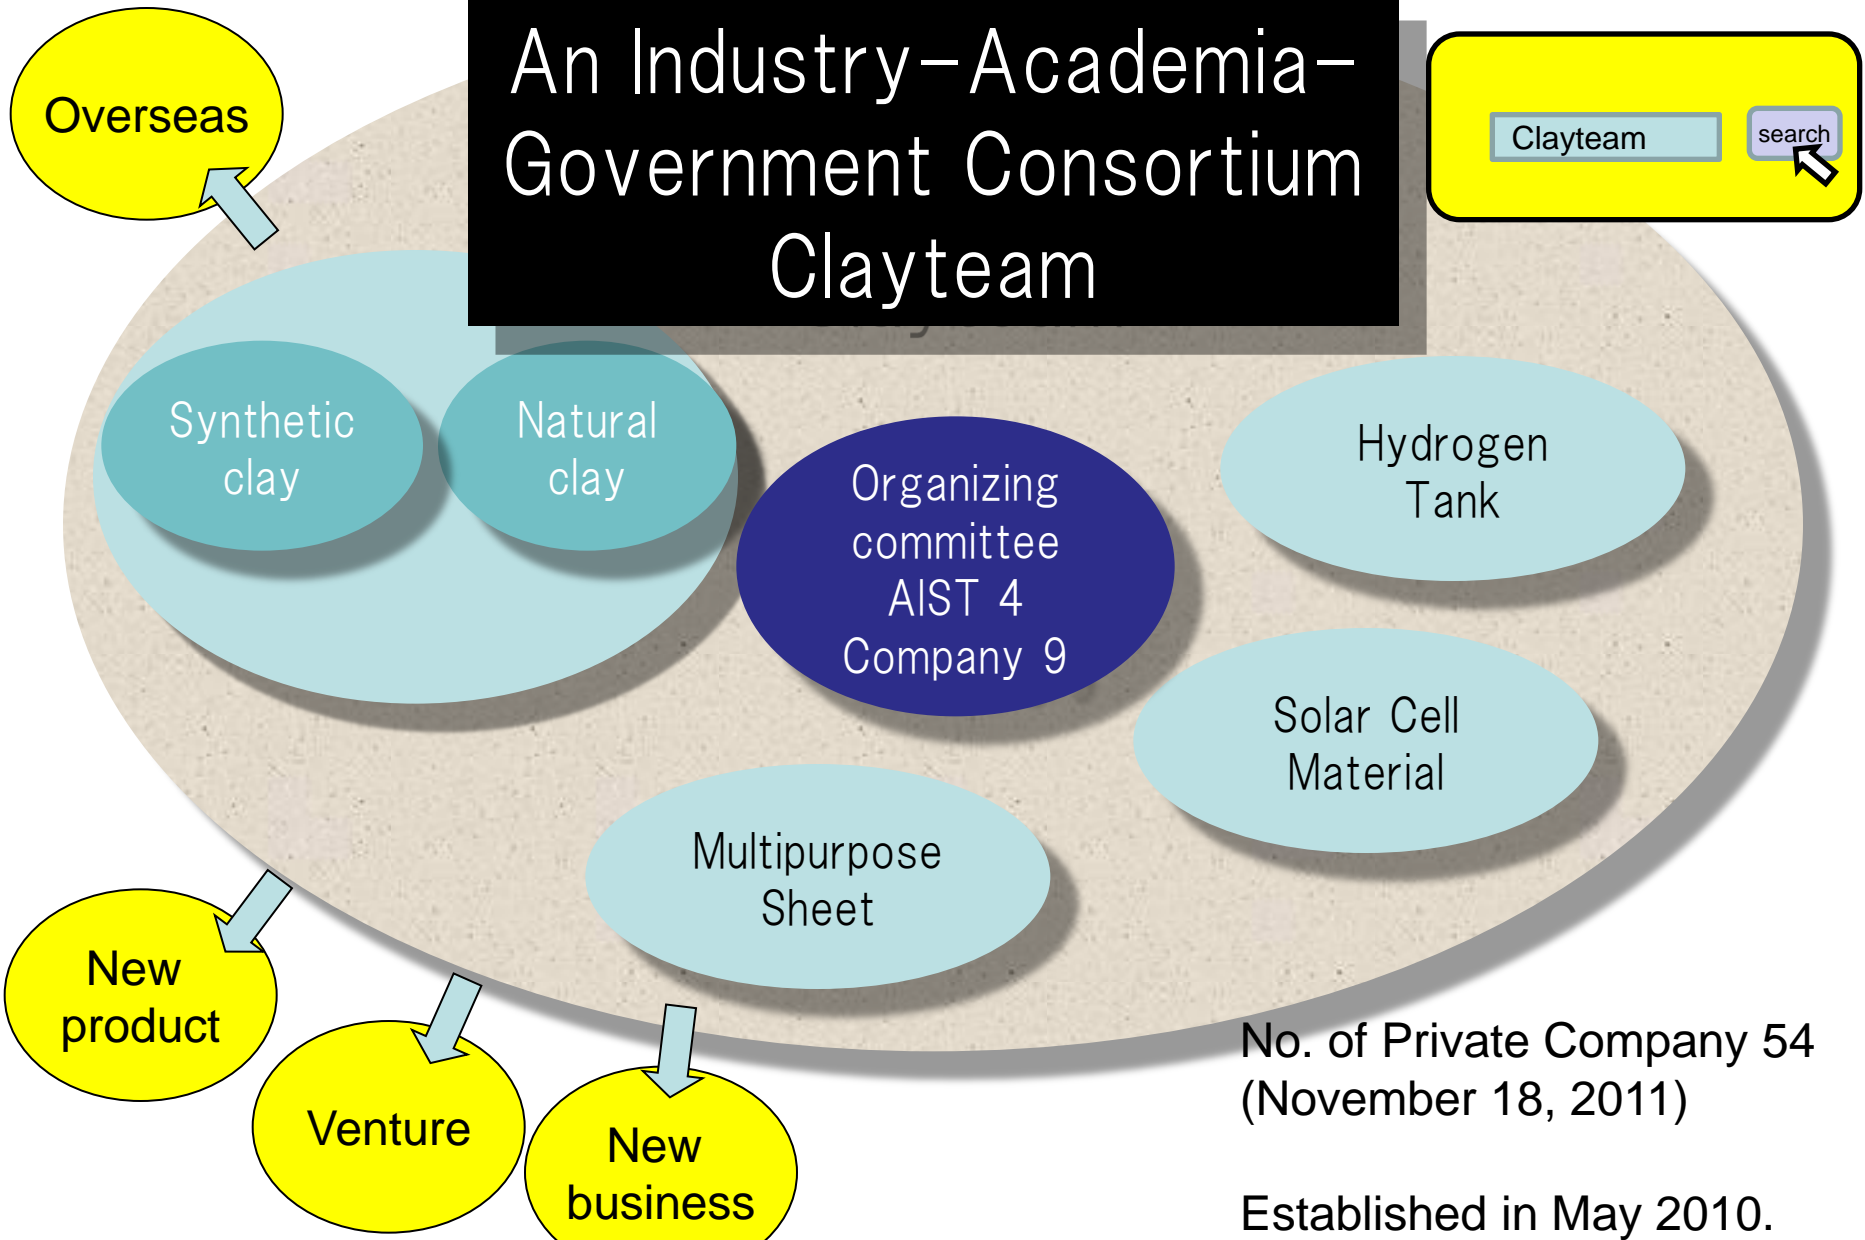 An Industry-Academia-
Government Consortium
Clayteam
Overseas
Clayteam
search
Synthetic
clay
Natural
clay
Organizing
committee
AIST 4
Company 9
Hydrogen
Tank
Solar Cell
Material
Multipurpose
Sheet
New
product
Venture
New
business
No. of Private Company 54
(November 18, 2011)
Established in May 2010.